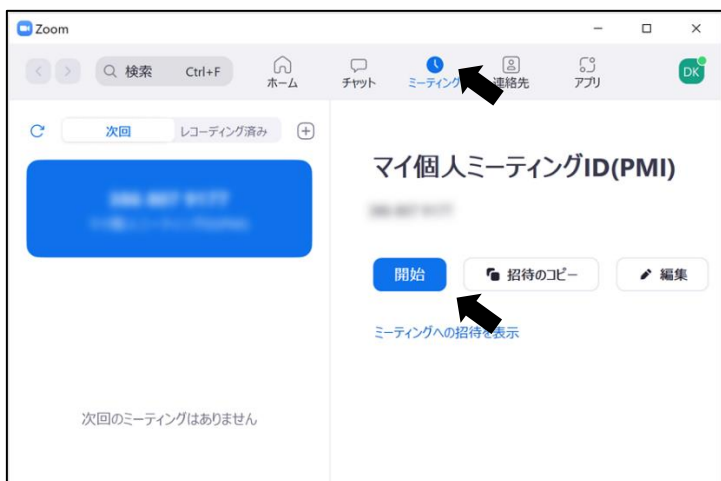 Zoom
検索 Ctrl+F
ホーム
チャット
ミーティング
連絡先
アプリ
DK
次回
レコーディング済み
マイ個人ミーティングID(PMI)
開始
招待のコピー
編集
ミーティングへの招待を表示
次回のミーティングはありません